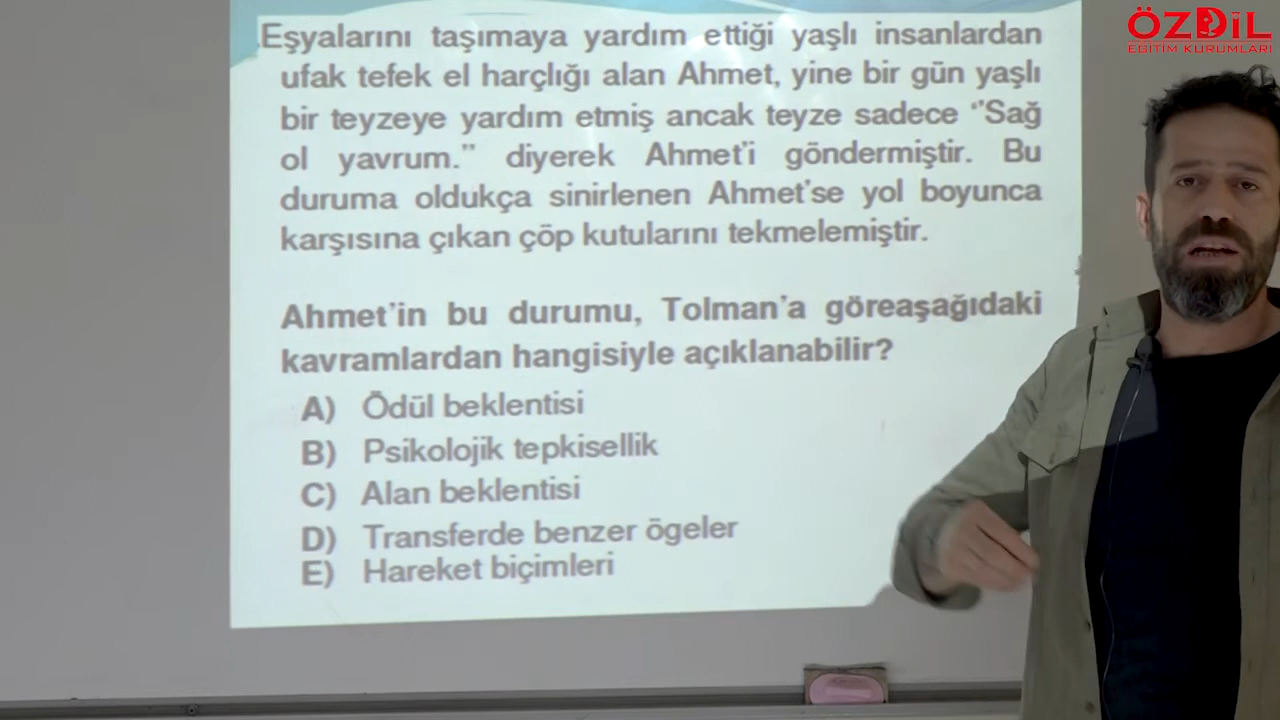 ÖZDİL
EĞİTİM KURUMLARI
Eşyalarını taşımaya yardım ettiği yaşlı insanlardan
ufak tefek el harçlığı alan Ahmet, yine bir gün yaşlı
bir teyzeye yardım etmiş ancak teyze sadece ‘’Sağ
ol yavrum.’’ diyerek Ahmet’i göndermiştir. Bu
duruma oldukça sinirlenen Ahmet’se yol boyunca
karşısına çıkan çöp kutularını tekmelemiştir.
Ahmet’in bu durumu, Tolman’a göreaşağıdaki
kavramlardan hangisiyle açıklanabilir?
A) Ödül beklentisi
B) Psikolojik tepkisellik
C) Alan beklentisi
D) Transferde benzer ögeler
E) Hareket biçimleri